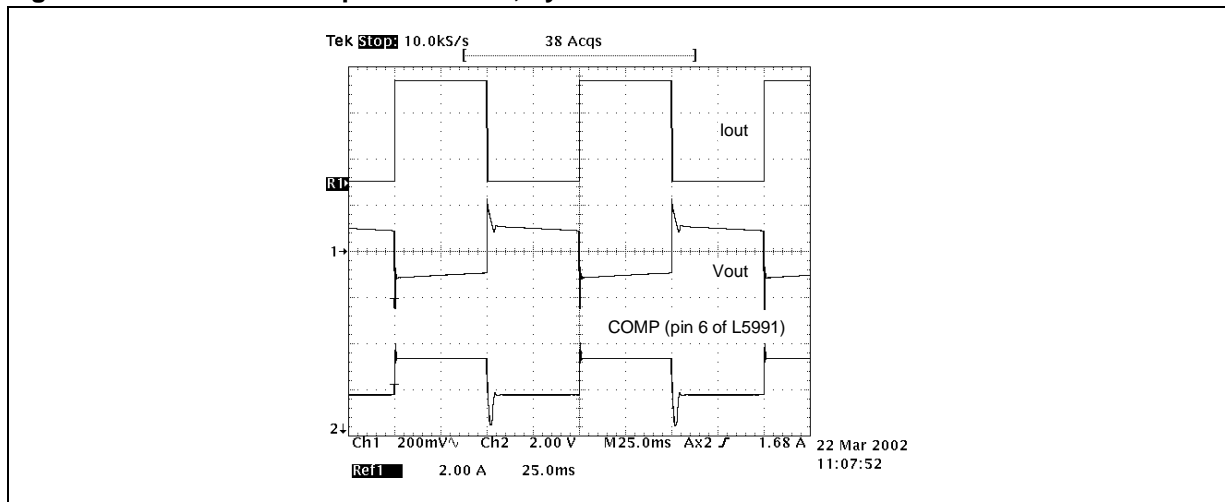 Tek Stop: 10.0kS/s 38 Acqs
[ ]
Iout
R1
1→
Vout
T
COMP (pin 6 of L5991)
T
2↓
Ch1 200mV∿ Ch2 2.00 V M25.0ms Ax2 ƒ 1.68 A 22 Mar 2002
Ref1 2.00 A 25.0ms 11:07:52